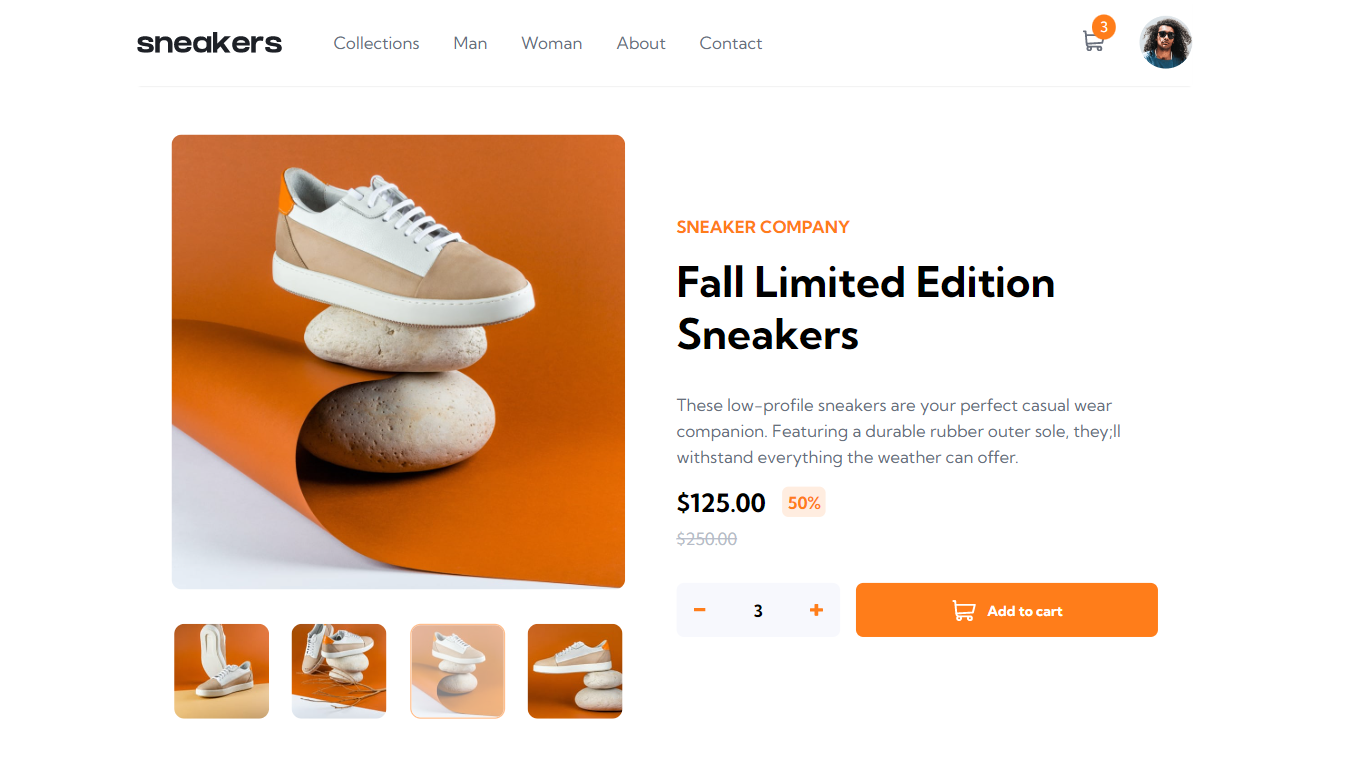 sneakers
Collections Man Woman About Contact
3
SNEAKER COMPANY
Fall Limited Edition
Sneakers
These low-profile sneakers are your perfect casual wear
companion. Featuring a durable rubber outer sole, they;ll
withstand everything the weather can offer.
$125.00 50%
$250.00
3
Add to cart